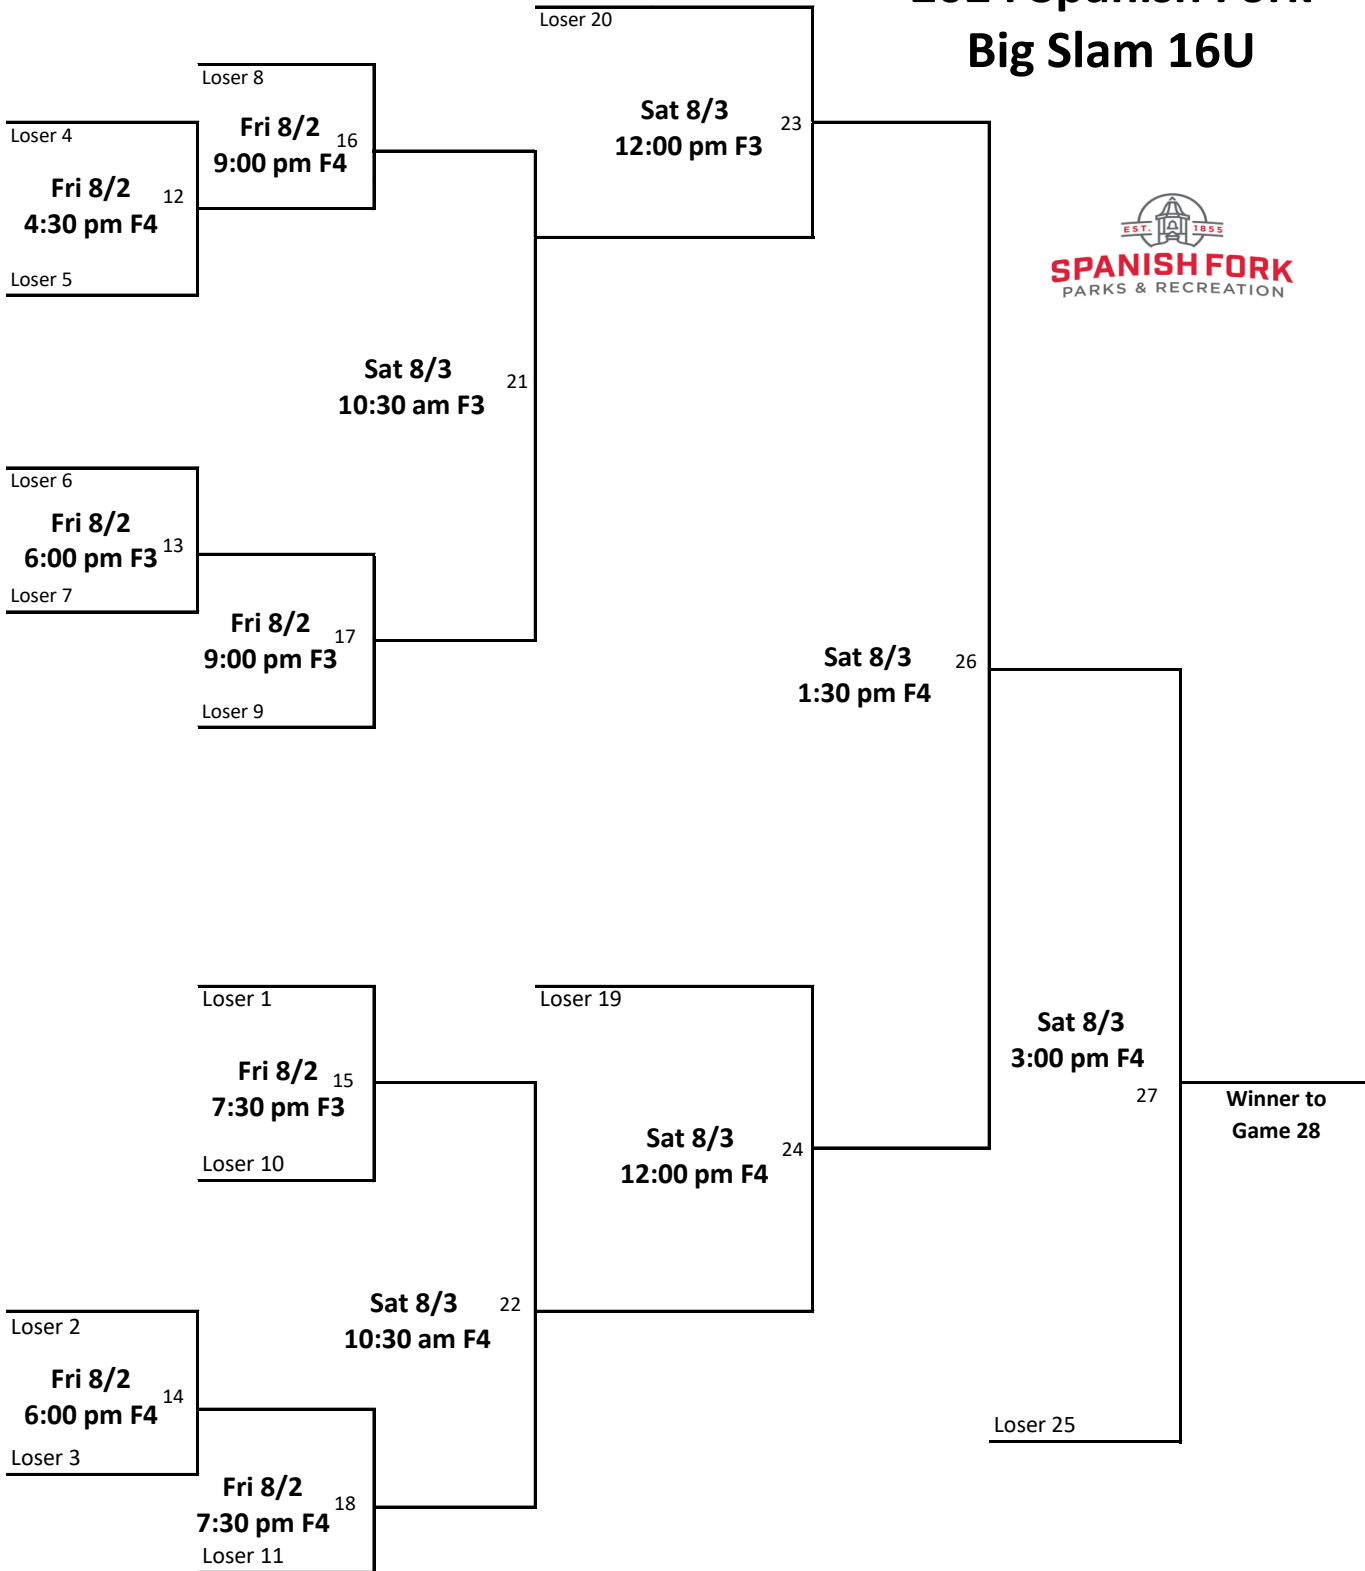 Big Slam 16U
Loser 20
Loser 8
Sat 8/3
12:00 pm F3
23
Loser 4
Fri 8/2
9:00 pm F4
16
Fri 8/2
4:30 pm F4
12
Loser 5
EST. 1855
SPANISH FORK
PARKS & RECREATION
Sat 8/3
10:30 am F3
21
Loser 6
Fri 8/2
6:00 pm F3
13
Loser 7
Fri 8/2
9:00 pm F3
17
Loser 9
Sat 8/3
1:30 pm F4
26
Loser 1
Loser 19
Fri 8/2
7:30 pm F3
15
Loser 10
Sat 8/3
3:00 pm F4
27
Winner to
Game 28
Sat 8/3
12:00 pm F4
24
Sat 8/3
10:30 am F4
22
Loser 2
Fri 8/2
6:00 pm F4
14
Loser 3
Loser 25
Fri 8/2
7:30 pm F4
18
Loser 11